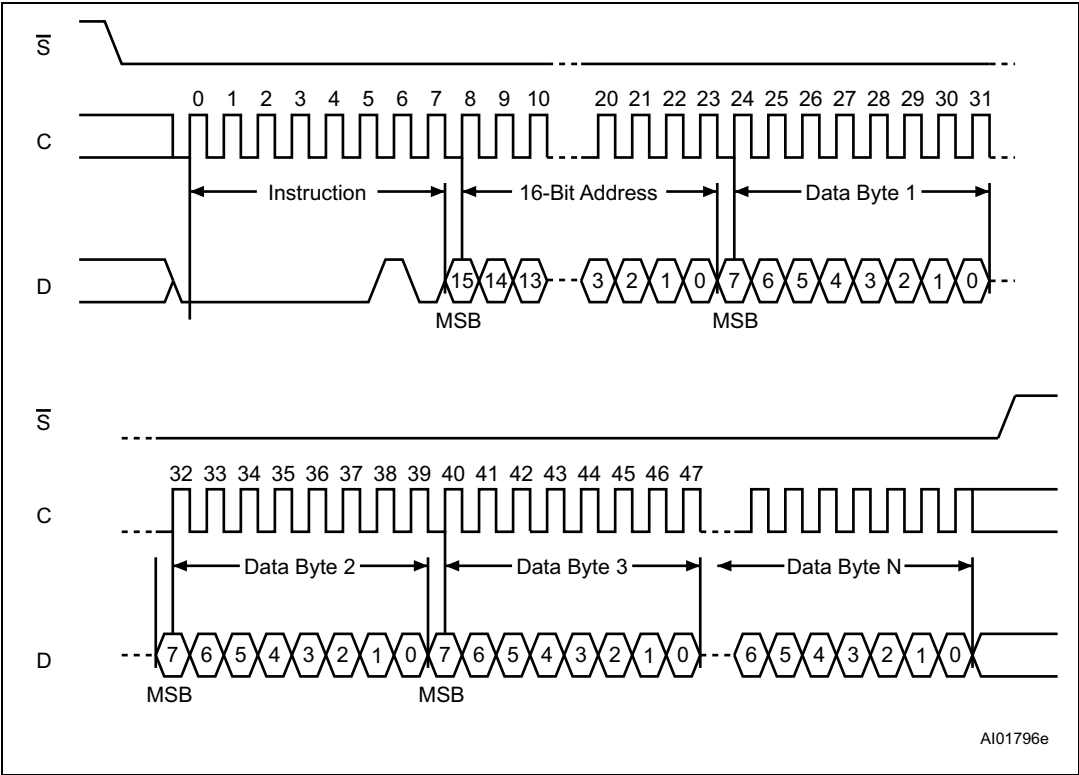 S
0 1 2 3 4 5 6 7 8 9 10 20 21 22 23 24 25 26 27 28 29 30 31
C
Instruction 16-Bit Address Data Byte 1
D 15 14 13 3 2 1 0 7 6 5 4 3 2 1 0
MSB MSB
S
32 33 34 35 36 37 38 39 40 41 42 43 44 45 46 47
C
Data Byte 2 Data Byte 3 Data Byte N
D 7 6 5 4 3 2 1 0 7 6 5 4 3 2 1 0 6 5 4 3 2 1 0
MSB MSB
AI01796e